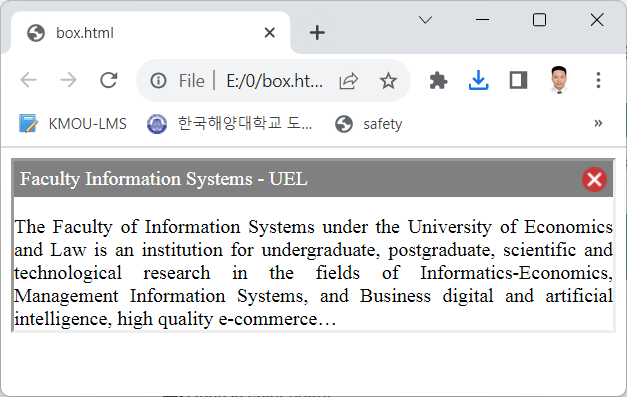 box.html
File
E:/0/box.ht...
KMOU-LMS
한국해양대학교 도...
safety
»
Faculty Information Systems - UEL
The Faculty of Information Systems under the University of Economics
and Law is an institution for undergraduate, postgraduate, scientific and
technological research in the fields of Informatics-Economics,
Management Information Systems, and Business digital and artificial
intelligence, high quality e-commerce…